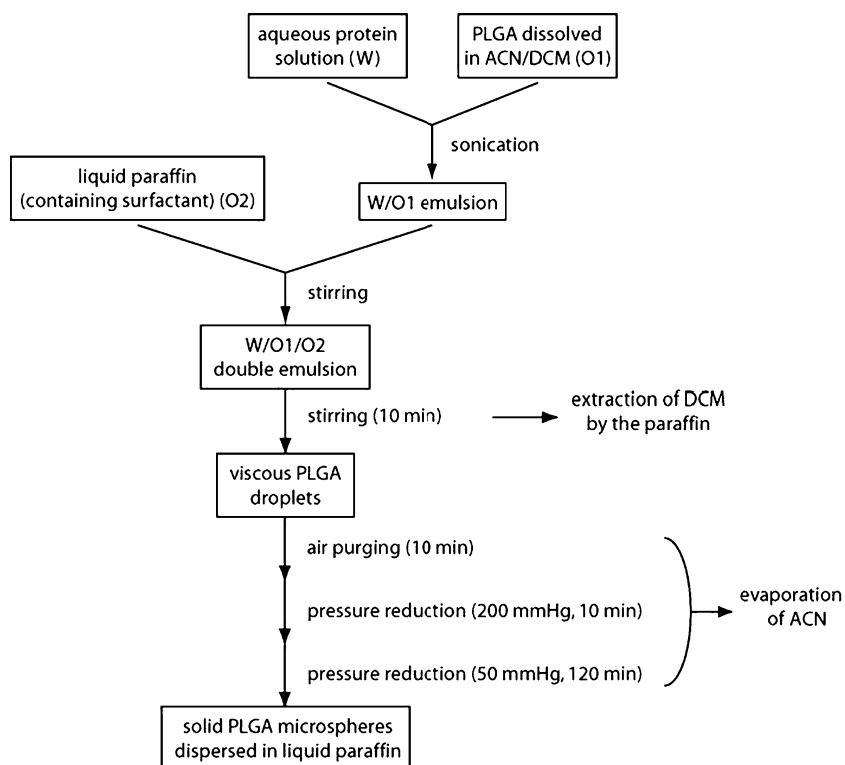 aqueous protein
solution (W)
PLGA dissolved
in ACN/DCM (O1)
sonication
liquid paraffin
(containing surfactant) (O2)
W/O1 emulsion
stirring
W/O1/O2
double emulsion
stirring (10 min)
extraction of DCM
by the paraffin
viscous PLGA
droplets
air purging (10 min)
pressure reduction (200 mmHg, 10 min)
evaporation
of ACN
pressure reduction (50 mmHg, 120 min)
solid PLGA microspheres
dispersed in liquid paraffin